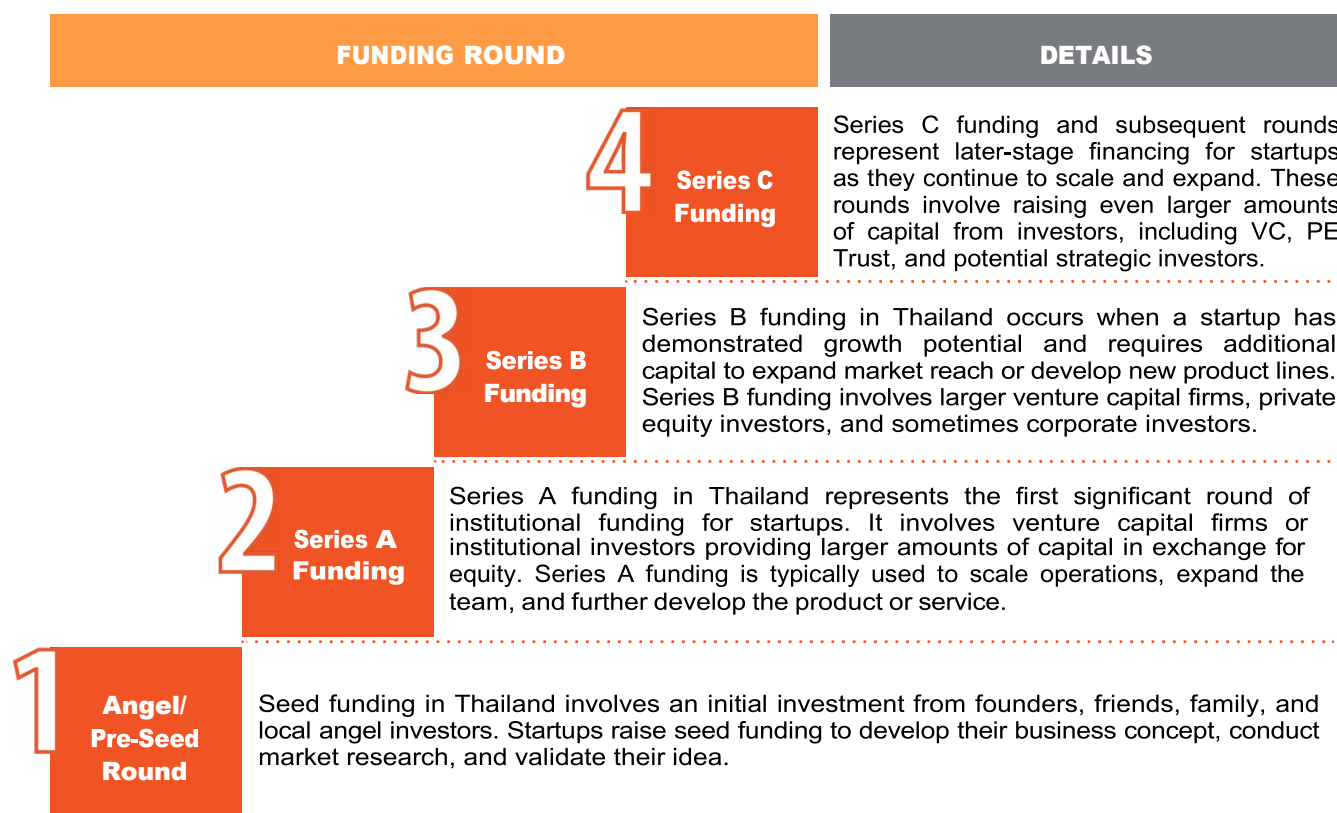 FUNDING ROUND
DETAILS
4
Series C
Funding
Series C funding and subsequent rounds
represent later-stage financing for startups
as they continue to scale and expand. These
rounds involve raising even larger amounts
of capital from investors, including VC, PE
Trust, and potential strategic investors.
3
Series B
Funding
Series B funding in Thailand occurs when a startup has
demonstrated growth potential and requires additional
capital to expand market reach or develop new product lines.
Series B funding involves larger venture capital firms, private
equity investors, and sometimes corporate investors.
2
Series A
Funding
Series A funding in Thailand represents the first significant round of
institutional funding for startups. It involves venture capital firms or
institutional investors providing larger amounts of capital in exchange for
equity. Series A funding is typically used to scale operations, expand the
team, and further develop the product or service.
1
Angel/
Pre-Seed
Round
Seed funding in Thailand involves an initial investment from founders, friends, family, and
local angel investors. Startups raise seed funding to develop their business concept, conduct
market research, and validate their idea.